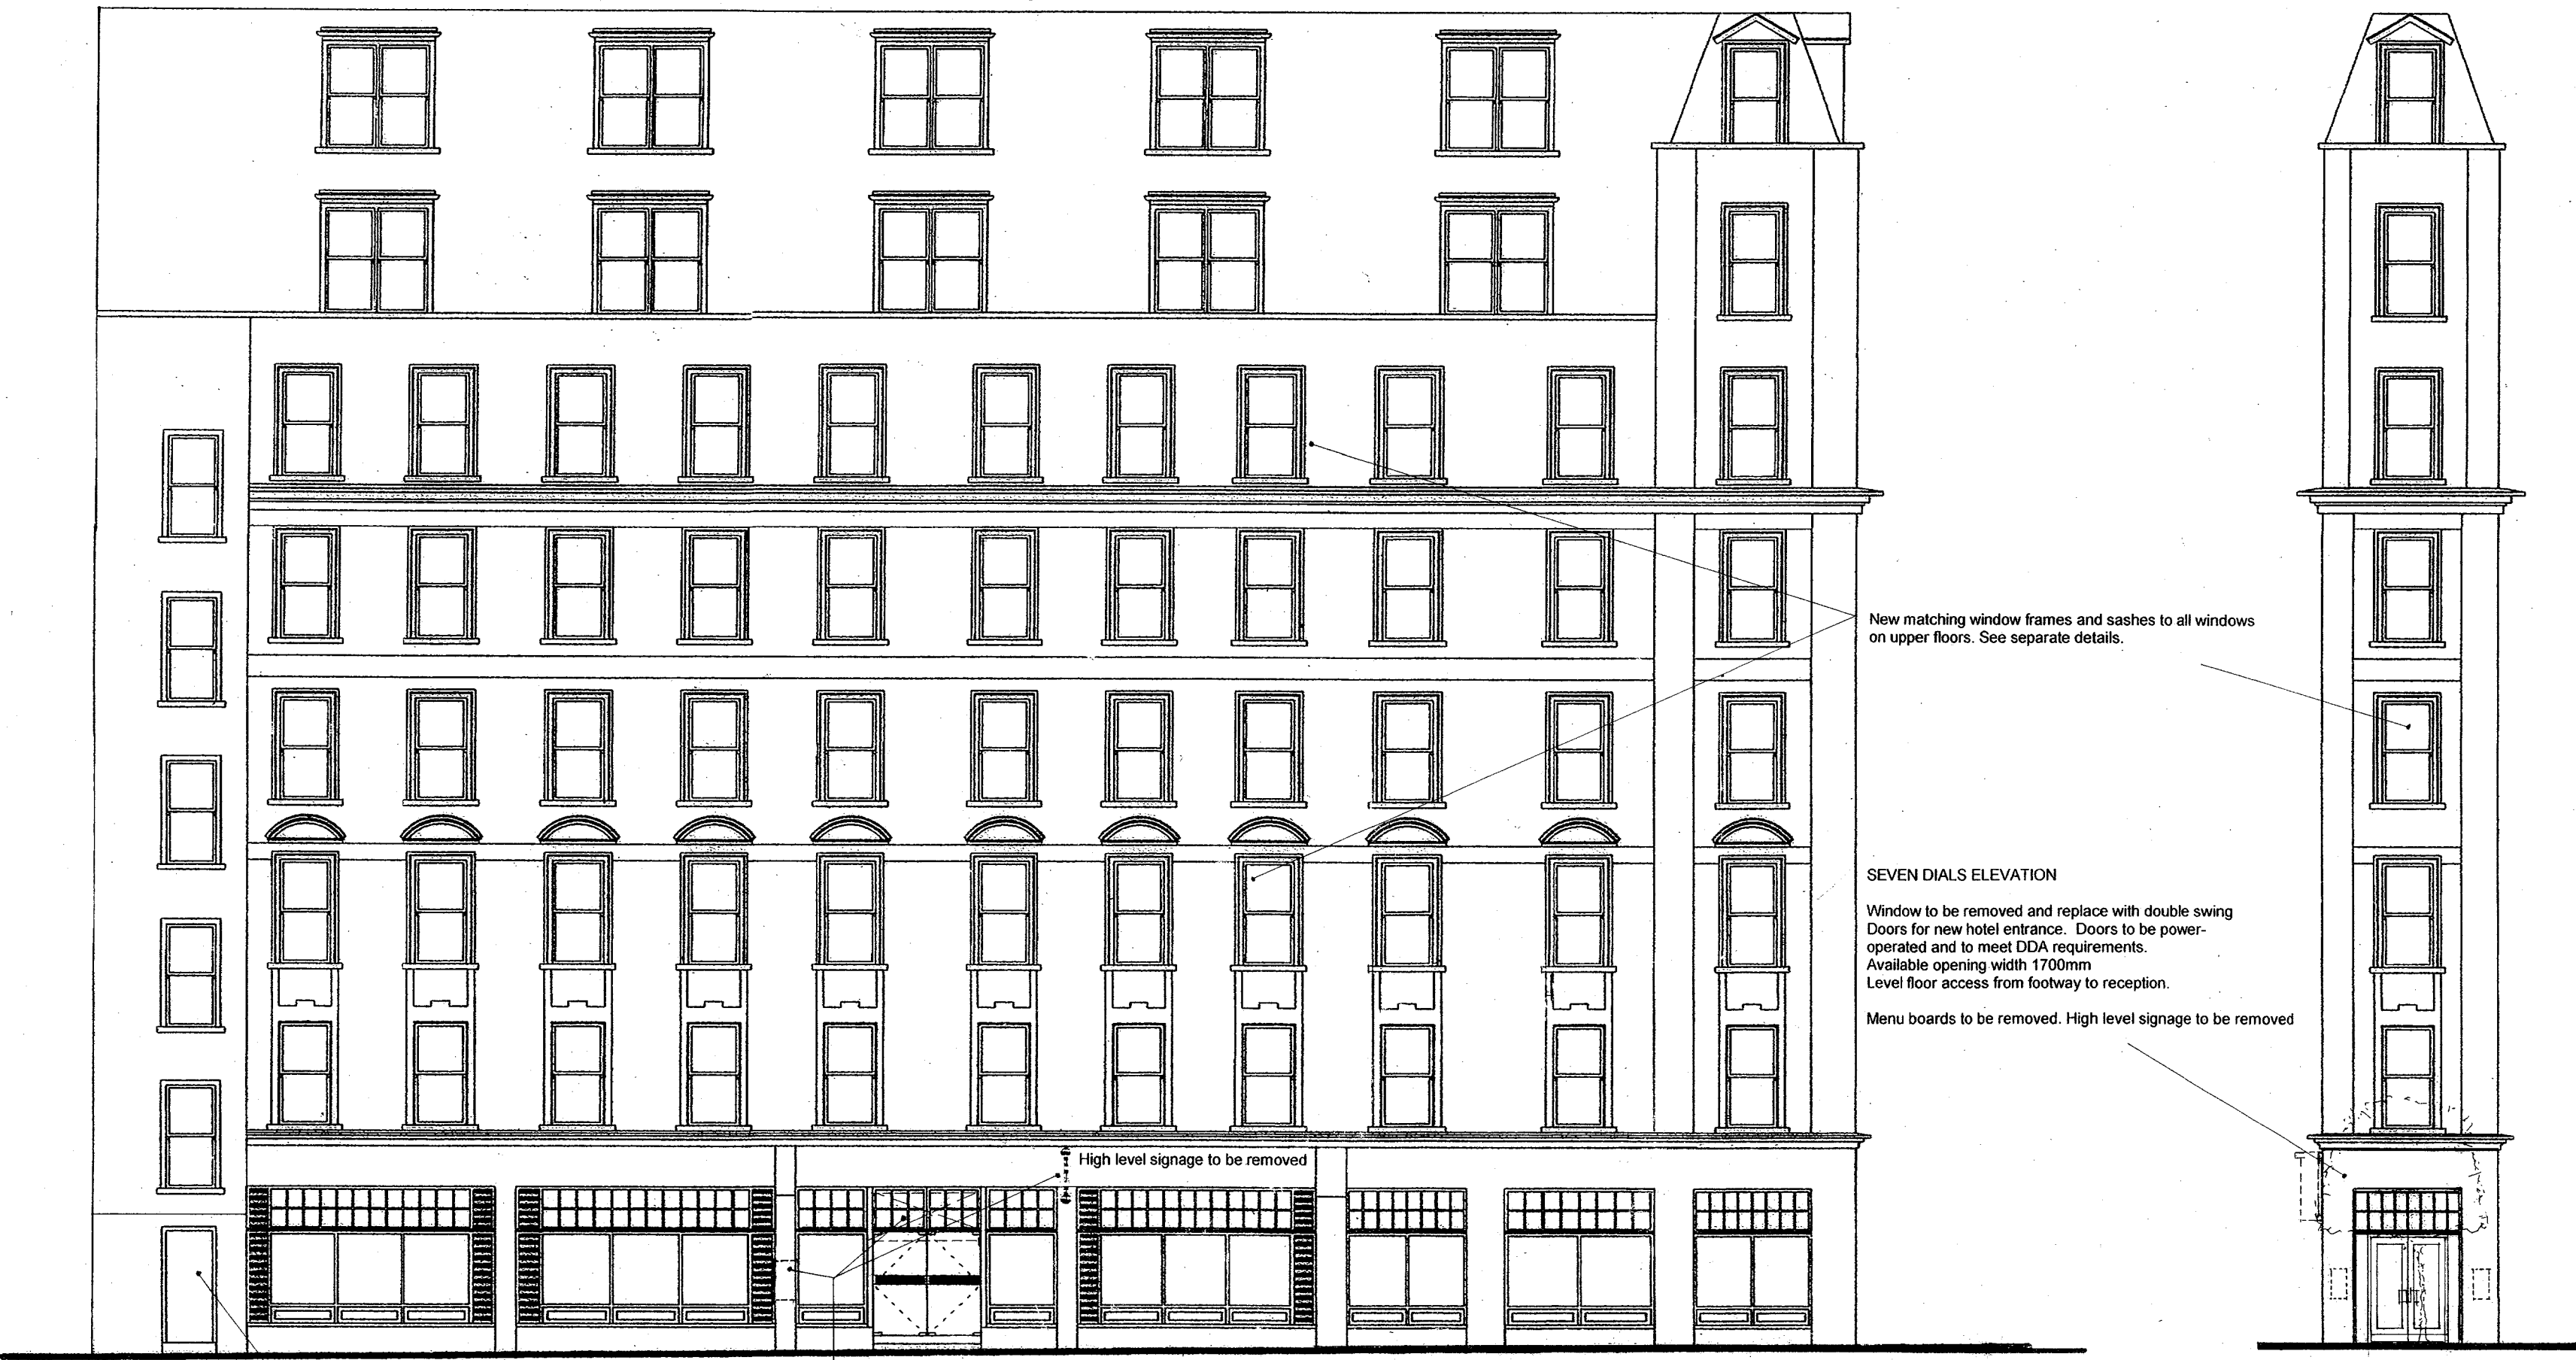 New matching window frames and sashes to all windows
on upper floors. See separate details.
SEVEN DIALS ELEVATION
Window to be removed and replace with double swing
Doors for new hotel entrance. Doors to be power-
operated and to meet DDA requirements.
Available opening width 1700mm
Level floor access from footway to reception.
Menu boards to be removed. High level signage to be removed
High level signage to be removed